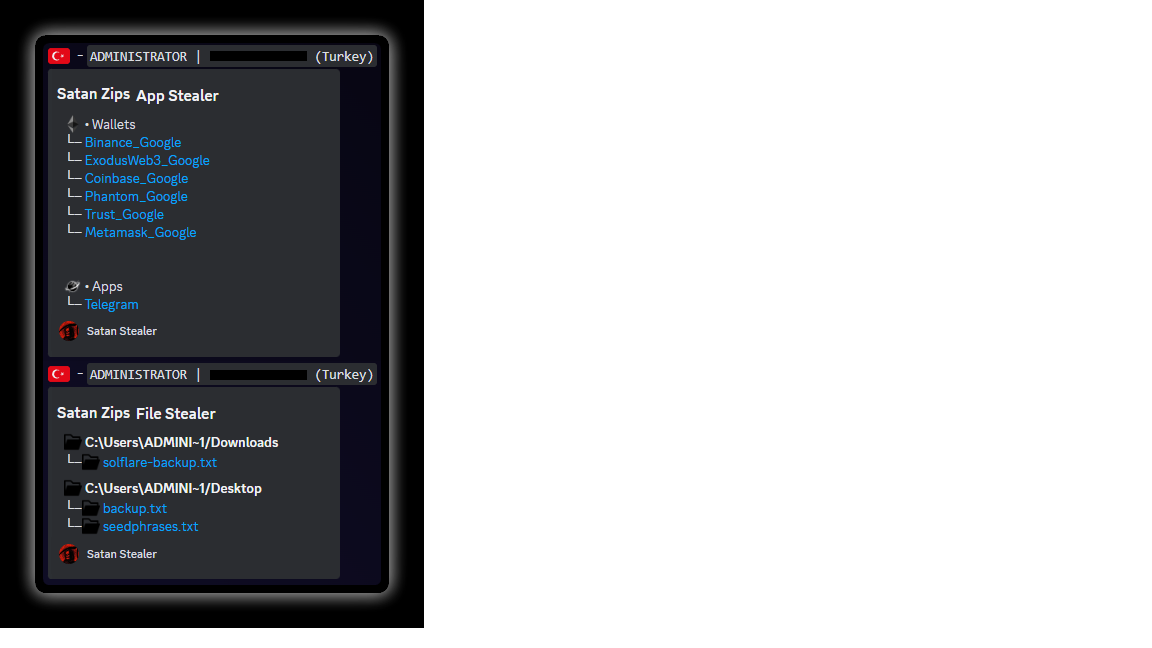 - ADMINISTRATOR | (Turkey)
Satan Zips App Stealer
• Wallets
Binance_Google
ExodusWeb3_Google
Coinbase_Google
Phantom_Google
Trust_Google
Metamask_Google
• Apps
Telegram
Satan Stealer
- ADMINISTRATOR | (Turkey)
Satan Zips File Stealer
C:\Users\ADMINI~1/Downloads
solflare-backup.txt
C:\Users\ADMINI~1/Desktop
backup.txt
seedphrases.txt
Satan Stealer